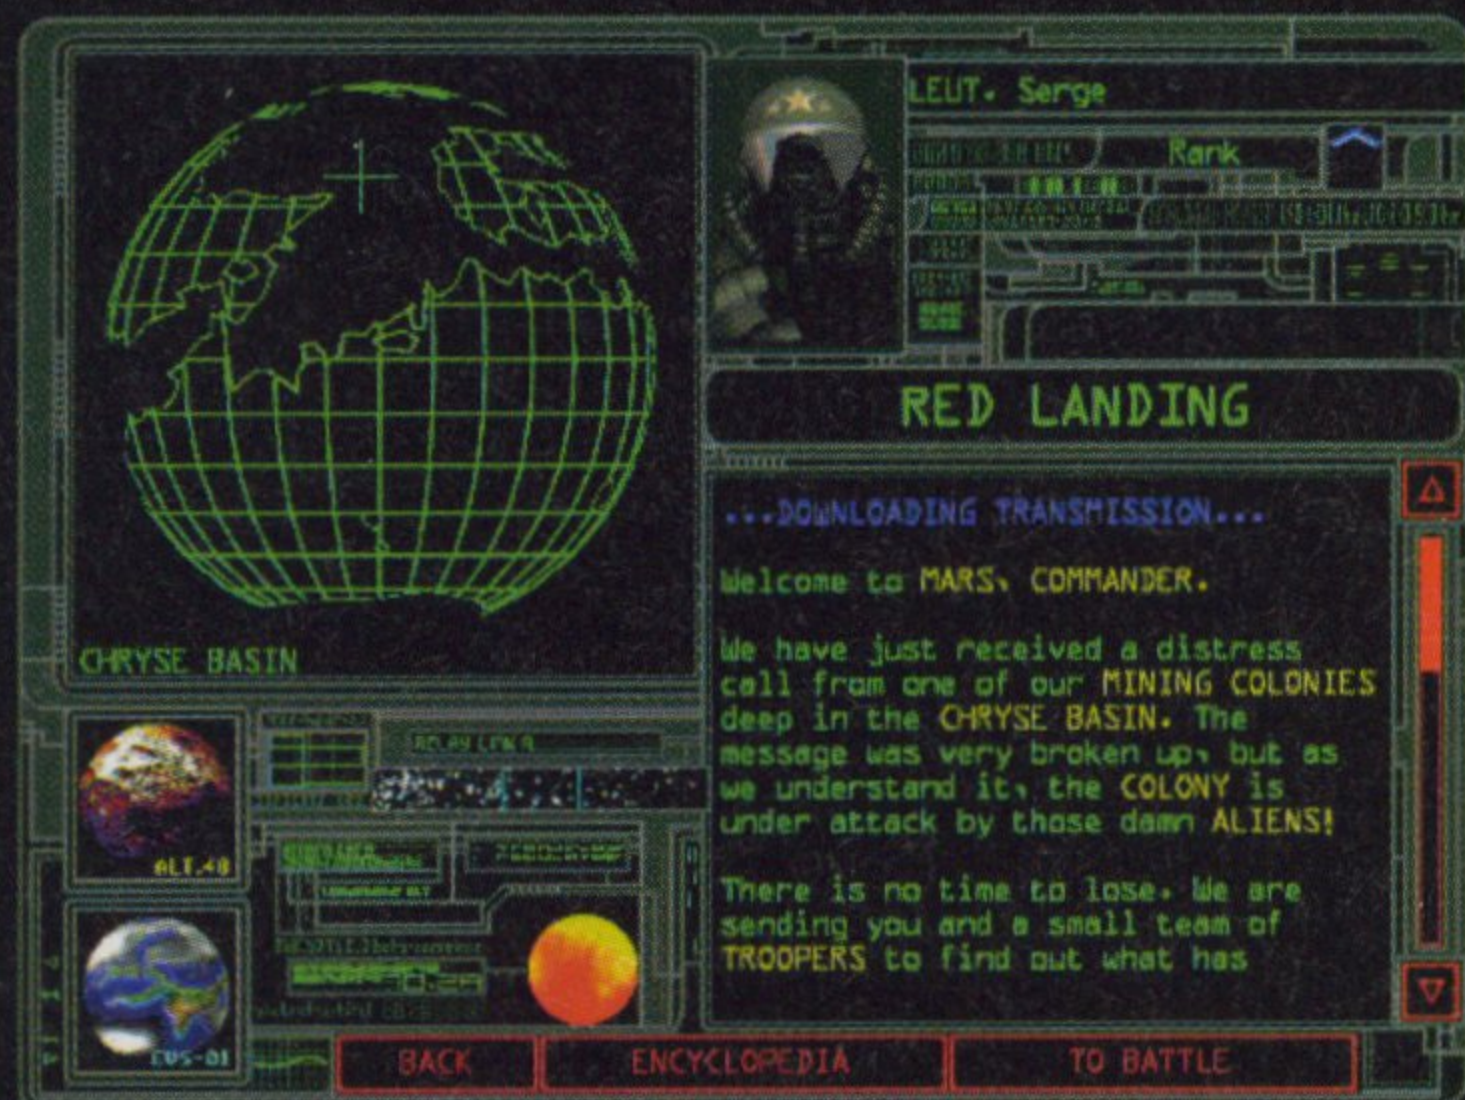 LEUT. Serge
Rank
RED LANDING
...DOWNLOADING TRANSMISSION...
Welcome to MARS, COMMANDER.
We have just received a distress
call from one of our MINING COLONIES
deep in the CHRYSE BASIN. The
message was very broken up, but as
we understand it, the COLONY is
under attack by those damn ALIENS!
There is no time to lose. We are
sending you and a small team of
TROOPERS to find out what has
CHRYSE BASIN
ALT.48
BACK
ENCYCLOPEDIA
TO BATTLE